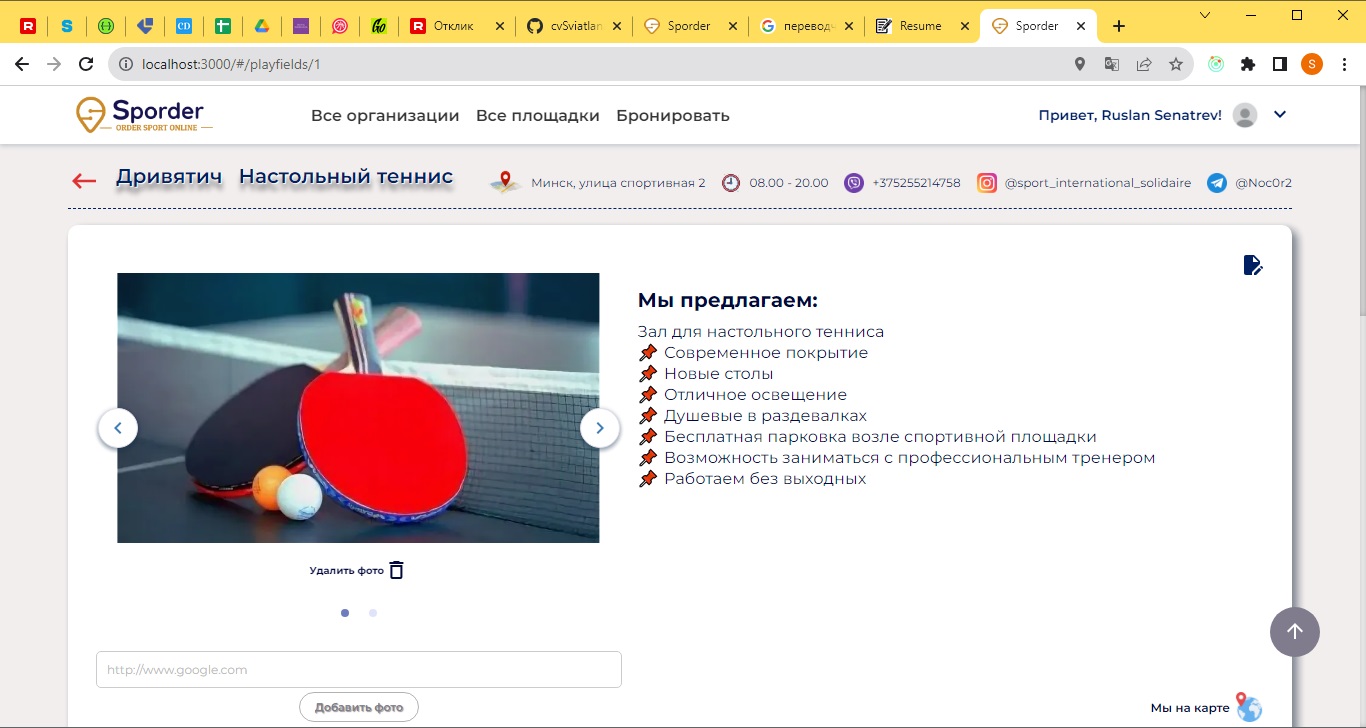 Отклик
cvSviatlan
Sporder
переводч
Resume
Sporder
localhost:3000/#/playfields/1
S
Sporder
ORDER SPORT ONLINE
Все организации Все площадки Бронировать
Привет, Ruslan Senatrev!
Дривятич Настольный теннис
Минск, улица спортивная 2
08.00 - 20.00
+375255214758
@sport_international_solidaire
@Noc0r2
Мы предлагаем:
Зал для настольного тенниса
📌 Современное покрытие
📌 Новые столы
📌 Отличное освещение
📌 Душевые в раздевалках
📌 Бесплатная парковка возле спортивной площадки
📌 Возможность заниматься с профессиональным тренером
📌 Работаем без выходных
Удалить фото
http://www.google.com
Добавить фото
Мы на карте